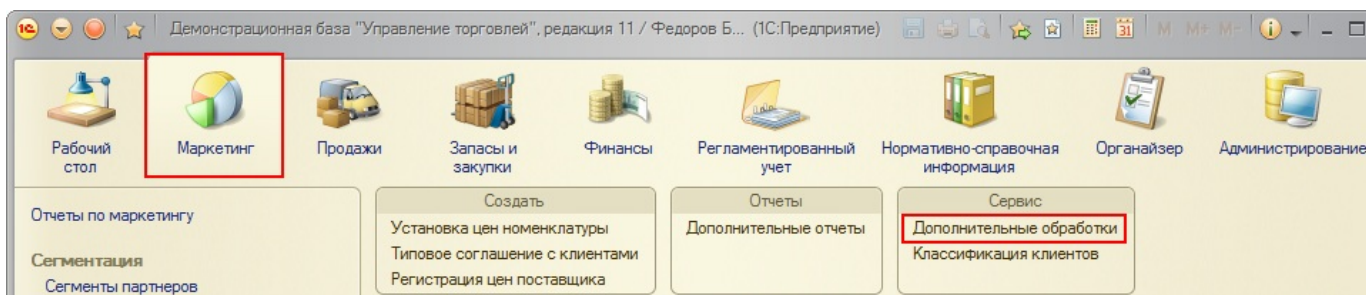 1С Демонстрационная база "Управление торговлей", редакция 11 / Федоров Б... (1С:Предприятие) 31 M M+ M-
Рабочий стол
Маркетинг
Продажи
Запасы и закупки
Финансы
Регламентированный учет
Нормативно-справочная информация
Органайзер
Администрирование
Отчеты по маркетингу
Сегментация
Сегменты партнеров
Создать
Установка цен номенклатуры
Типовое соглашение с клиентами
Регистрация цен поставщика
Отчеты
Дополнительные отчеты
Сервис
Дополнительные обработки
Классификация клиентов